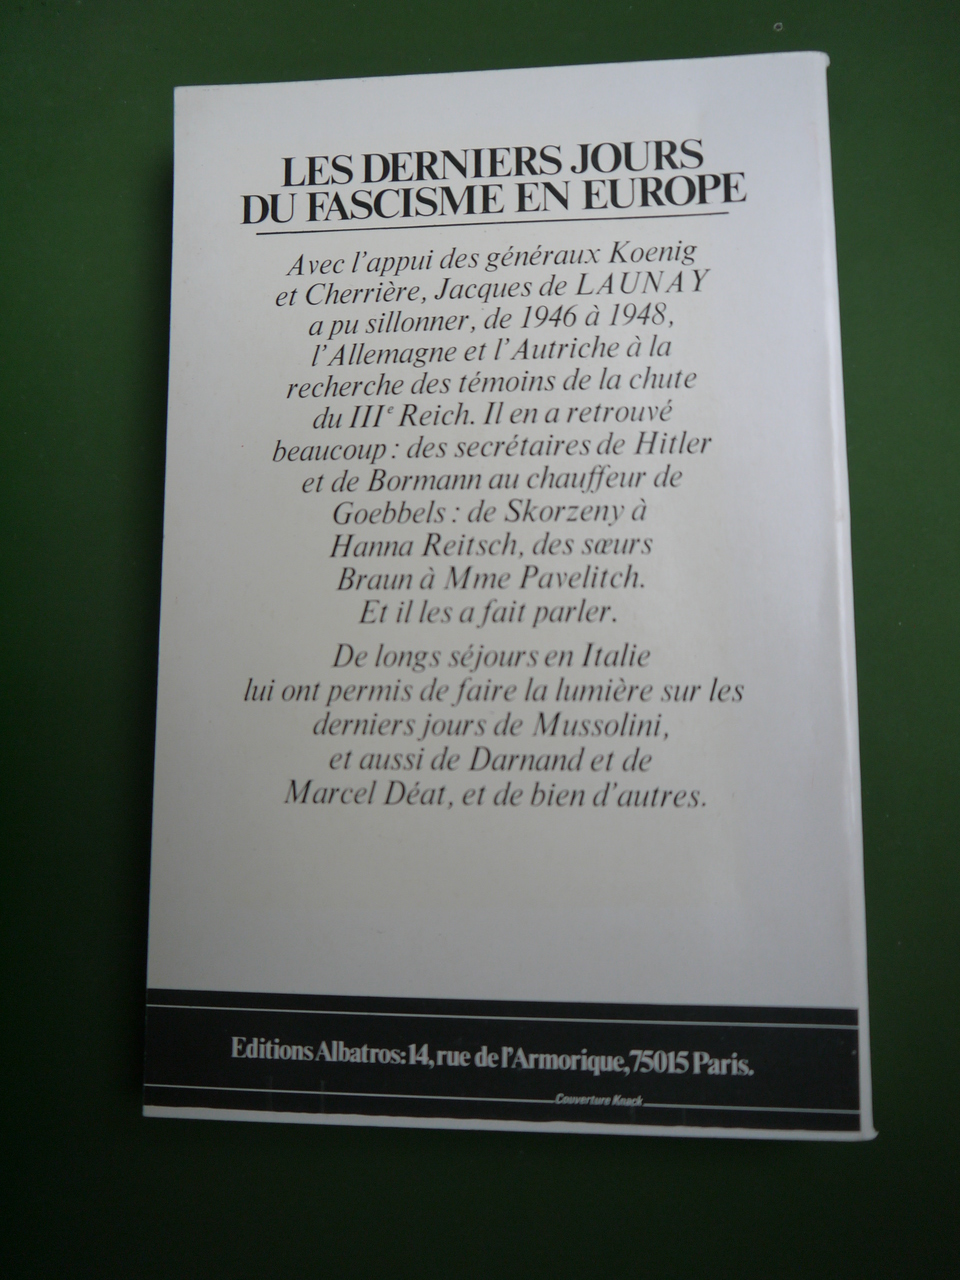 LES DERNIERS JOURS
DU FASCISME EN EUROPE
Avec l'appui des généraux Koenig
et Cherrière, Jacques de LAUNAY
a pu sillonner, de 1946 à 1948,
l'Allemagne et l'Autriche à la
recherche des témoins de la chute
du IIIe Reich. Il en a retrouvé
beaucoup : des secrétaires de Hitler
et de Bormann au chauffeur de
Goebbels : de Skorzeny à
Hanna Reitsch, des sœurs
Braun à Mme Pavelitch.
Et il les a fait parler.
De longs séjours en Italie
lui ont permis de faire la lumière sur les
derniers jours de Mussolini,
et aussi de Darnand et de
Marcel Déat, et de bien d'autres.
Editions Albatros: 14, rue de l'Armorique, 75015 Paris.
Couverture Knack